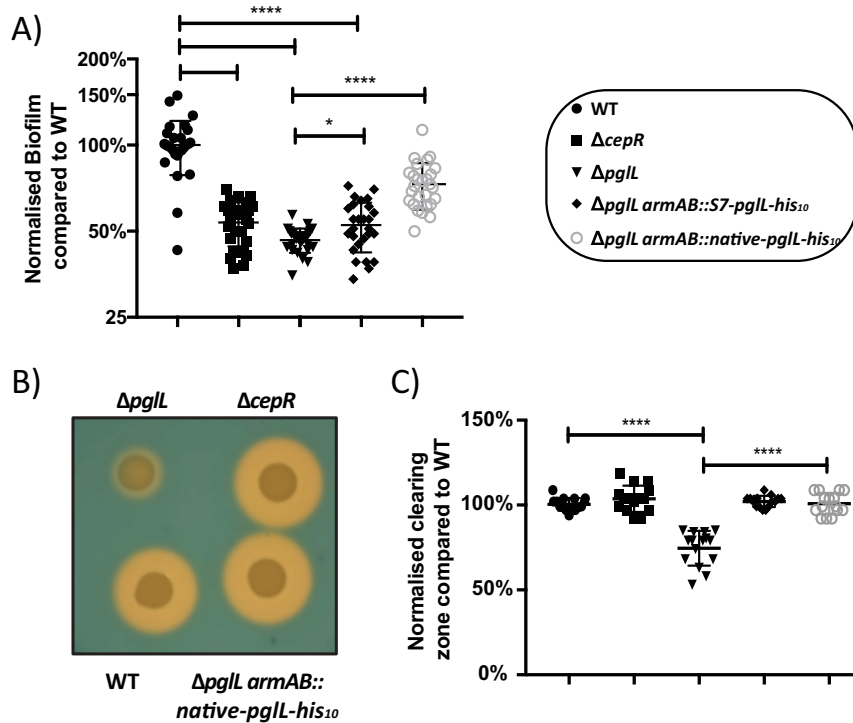 A)
****
****
*
200%
150%
100%
50%
25
Normalised Biofilm
compared to WT
WT
ΔcepR
ΔpglL
ΔpglL armAB::S7-pglL-his₁₀
ΔpglL armAB::native-pglL-his₁₀
B)
ΔpglL ΔcepR
WT ΔpglL armAB::
native-pglL-his₁₀
C)
****
****
150%
100%
50%
0%
Normalised clearing
zone compared to WT